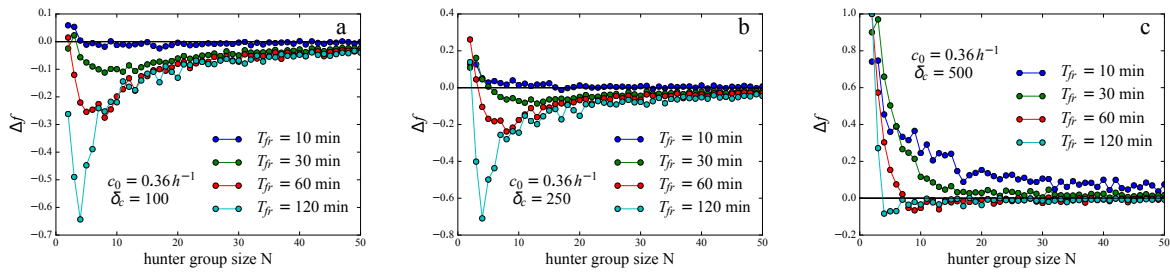 a
0.1
0.0
−0.1
−0.2
−0.3
−0.4
−0.5
−0.6
−0.7
Δf
T_fr = 10 min
T_fr = 30 min
T_fr = 60 min
T_fr = 120 min
c_0 = 0.36 h^{−1}
δ_c = 100
0 10 20 30 40 50
hunter group size N
b
0.6
0.4
0.2
0.0
−0.2
−0.4
−0.6
−0.8
Δf
T_fr = 10 min
T_fr = 30 min
T_fr = 60 min
T_fr = 120 min
c_0 = 0.36 h^{−1}
δ_c = 250
0 10 20 30 40 50
hunter group size N
c
1.0
0.8
0.6
0.4
0.2
0.0
0.2
Δf
c_0 = 0.36 h^{−1}
δ_c = 500
T_fr = 10 min
T_fr = 30 min
T_fr = 60 min
T_fr = 120 min
0 10 20 30 40 50
hunter group size N